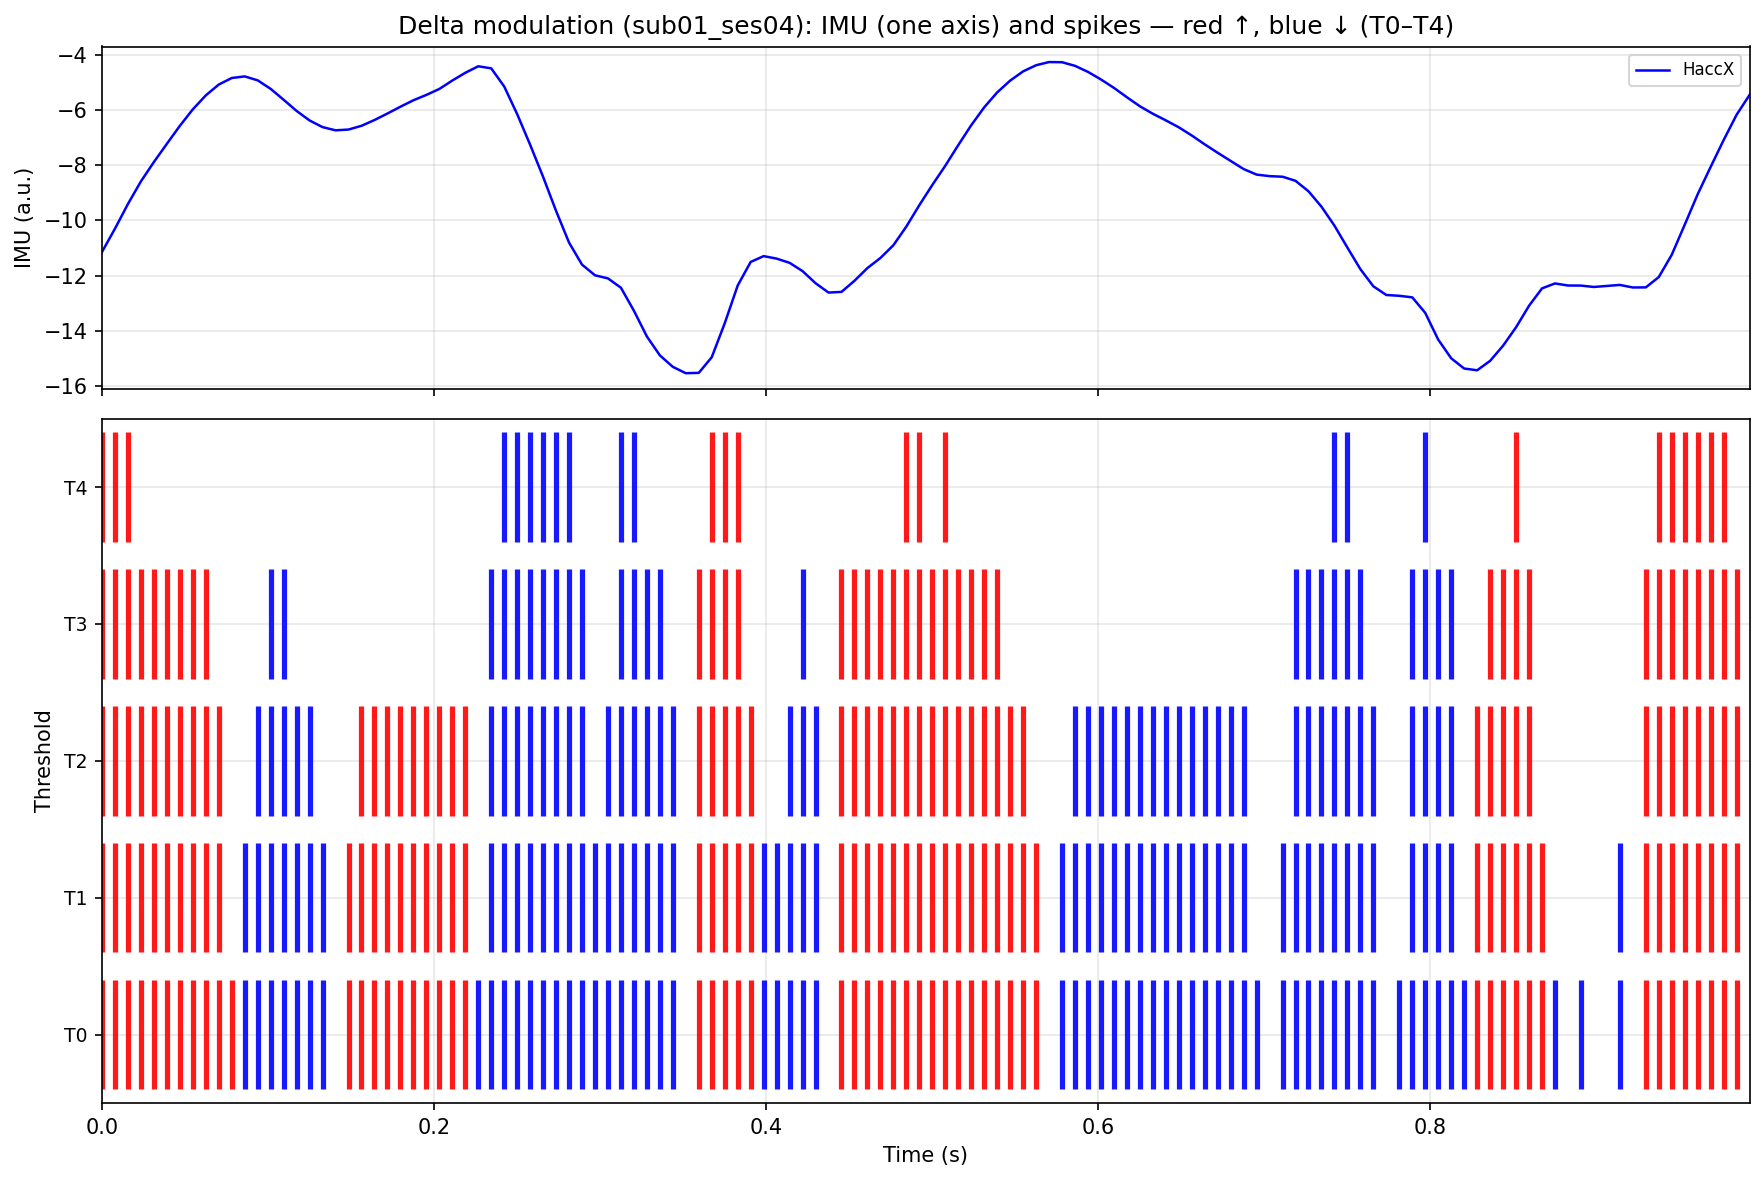 Delta modulation (sub01_ses04): IMU (one axis) and spikes — red ↑, blue ↓ (T0–T4)
HaccX
IMU (a.u.)
−4
−6
−8
−10
−12
−14
−16
Threshold
T4
T3
T2
T1
T0
0.0 0.2 0.4 0.6 0.8
Time (s)